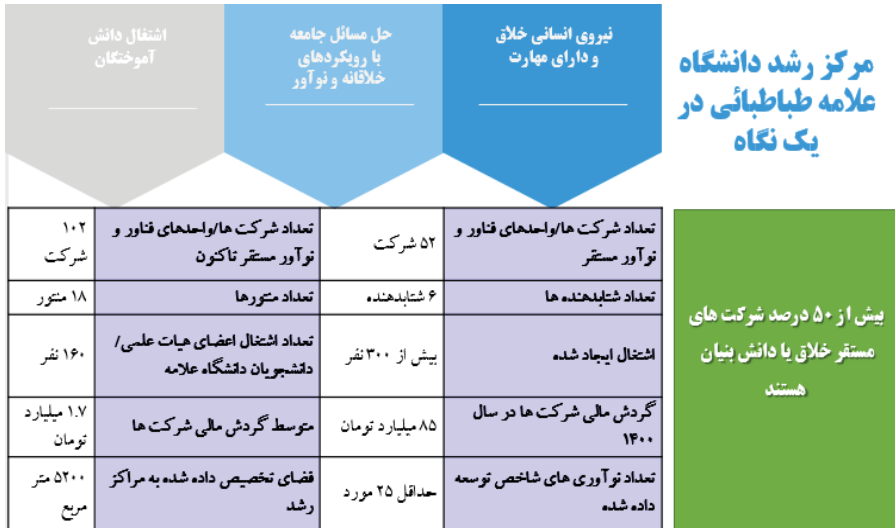 مرکز رشد دانشگاه
علامه طباطبائی در
یک نگاه
نیروی انسانی خلاق
و دارای مهارت
حل مسائل جامعه
با رویکردهای
خلاقانه و نوآور
اشتغال دانش
آموختگان
بیش از ۵۰ درصد شرکت های
مستقر خلاق یا دانش بنیان
هستند
تعداد شرکت ها/واحدهای فناور و
نوآور مستقر
۵۲ شرکت
تعداد شرکت ها/واحدهای فناور و
نوآور مستقر تاکنون
۱۰۲
شرکت
تعداد شتابدهنده ها
۶ شتابدهنده
تعداد منتورها
۱۸ منتور
اشتغال ایجاد شده
بیش از ۳۰۰ نفر
تعداد اشتغال اعضای هیات علمی/
دانشجویان دانشگاه علامه
۱۶۰ نفر
گردش مالی شرکت ها در سال
۱۴۰۰
۸۵ میلیارد تومان
متوسط گردش مالی شرکت ها
۱.۷ میلیارد
تومان
تعداد نوآوری های شاخص توسعه
داده شده
حداقل ۲۵ مورد
فضای تخصیص داده شده به مراکز
رشد
۵۲۰۰ متر
مربع